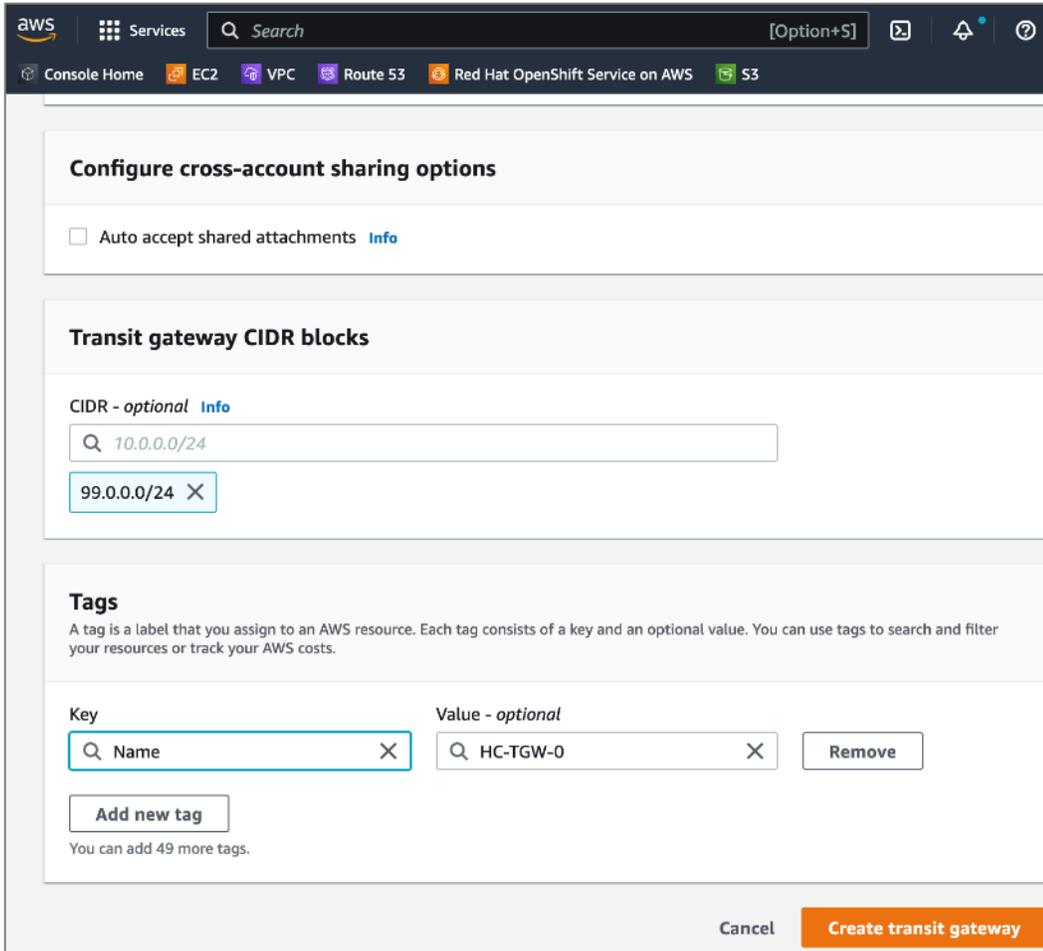 aws Services Search [Option+S]
Console Home EC2 VPC Route 53 Red Hat OpenShift Service on AWS S3
Configure cross-account sharing options
Auto accept shared attachments Info
Transit gateway CIDR blocks
CIDR - optional Info
10.0.0.0/24
99.0.0.0/24
Tags
A tag is a label that you assign to an AWS resource. Each tag consists of a key and an optional value. You can use tags to search and filter
your resources or track your AWS costs.
Key Value - optional
Name HC-TGW-0 Remove
Add new tag
You can add 49 more tags.
Cancel Create transit gateway